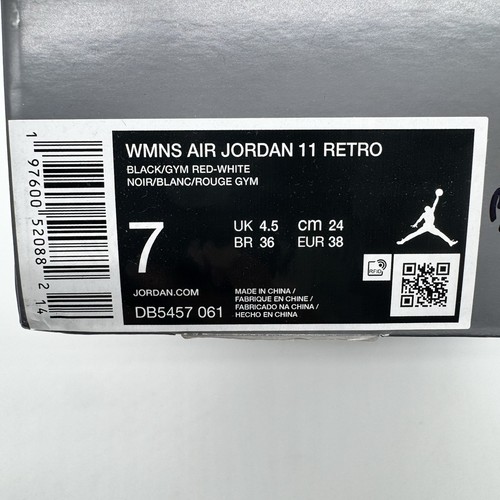 WMNS AIR JORDAN 11 RETRO
BLACK/GYM RED-WHITE
NOIR/BLANC/ROUGE GYM
7
UK 4.5 cm 24
BR 36 EUR 38
RFID
JORDAN.COM
DB5457 061
MADE IN CHINA /
FABRIQUE EN CHINE /
FABRICADO NA CHINA /
HECHO EN CHINA
1 97600 52088 2 14